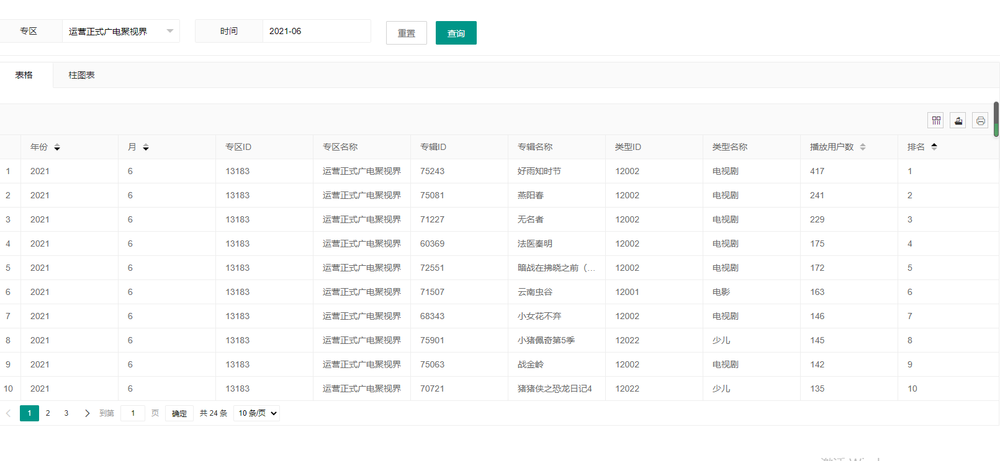 专区 运营正式广电聚视界 时间 2021-06 重置 查询
表格 柱图表
年份 月 专区ID 专区名称 专辑ID 专辑名称 类型ID 类型名称 播放用户数 排名
1 2021 6 13183 运营正式广电聚视界 75243 好雨知时节 12002 电视剧 417 1
2 2021 6 13183 运营正式广电聚视界 75081 燕阳春 12002 电视剧 241 2
3 2021 6 13183 运营正式广电聚视界 71227 无名者 12002 电视剧 229 3
4 2021 6 13183 运营正式广电聚视界 60369 法医秦明 12002 电视剧 175 4
5 2021 6 13183 运营正式广电聚视界 72551 暗战在拂晓之前（... 12002 电视剧 172 5
6 2021 6 13183 运营正式广电聚视界 71507 云南虫谷 12001 电影 163 6
7 2021 6 13183 运营正式广电聚视界 68343 小女花不弃 12002 电视剧 146 7
8 2021 6 13183 运营正式广电聚视界 75901 小猪佩奇第5季 12022 少儿 145 8
9 2021 6 13183 运营正式广电聚视界 75063 战金岭 12002 电视剧 142 9
10 2021 6 13183 运营正式广电聚视界 70721 猪猪侠之恐龙日记4 12022 少儿 135 10
1 2 3 到第 1 页 确定 共 24 条 10 条/页